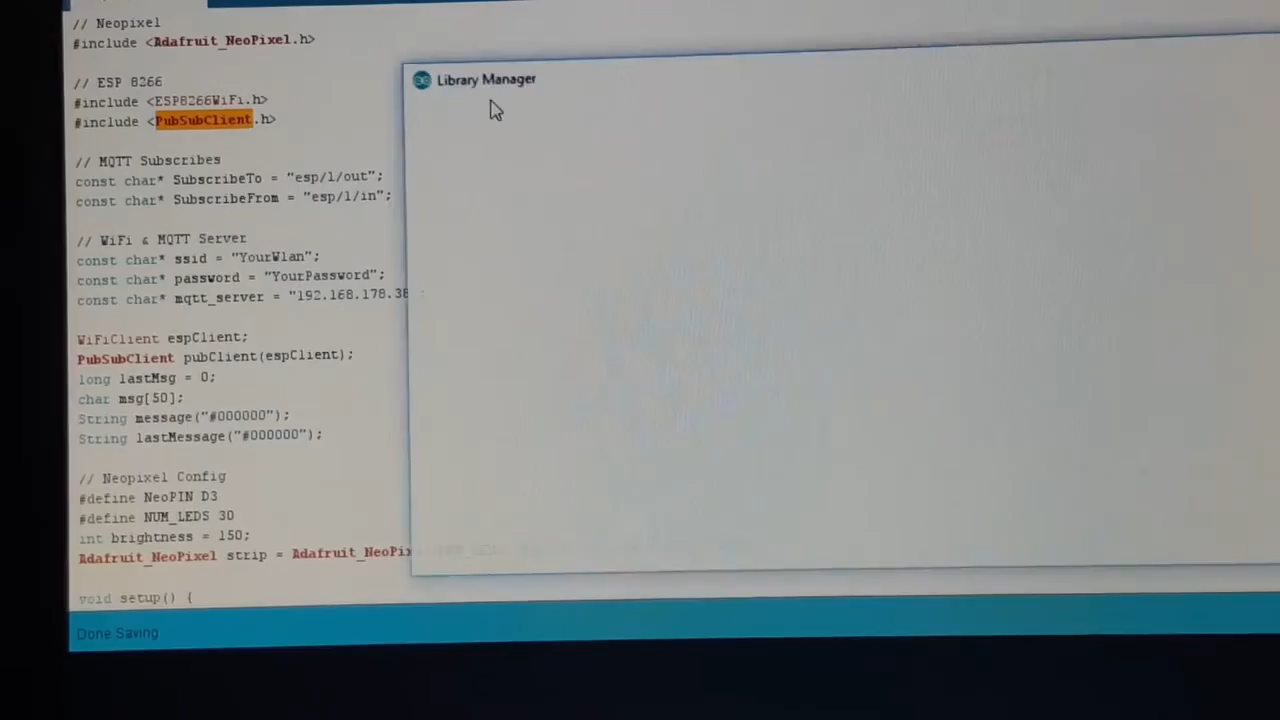 // Neopixel
#include <Adafruit_NeoPixel.h>
// ESP 8266
#include <ESP8266WiFi.h>
#include <PubSubClient.h>
// MQTT Subscribes
const char* SubscribeTo = "esp/1/out";
const char* SubscribeFrom = "esp/1/in";
// WiFi & MQTT Server
const char* ssid = "YourWlan";
const char* password = "YourPassword";
const char* mqtt_server = "192.168.178.38
WiFiClient espClient;
PubSubClient pubClient(espClient);
long lastMsg = 0;
char msg[50];
String message("#000000");
String lastMessage("#000000");
// Neopixel Config
#define NeoPIN D3
#define NUM_LEDS 30
int brightness = 150;
Adafruit_NeoPixel strip = Adafruit_NeoPix
void setup() {
Done Saving
Library Manager